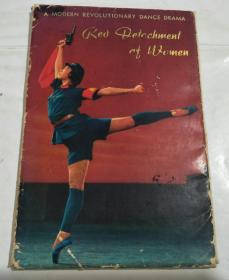 A MODERN REVOLUTIONARY DANCE DRAMA
Red Detachment
of Women